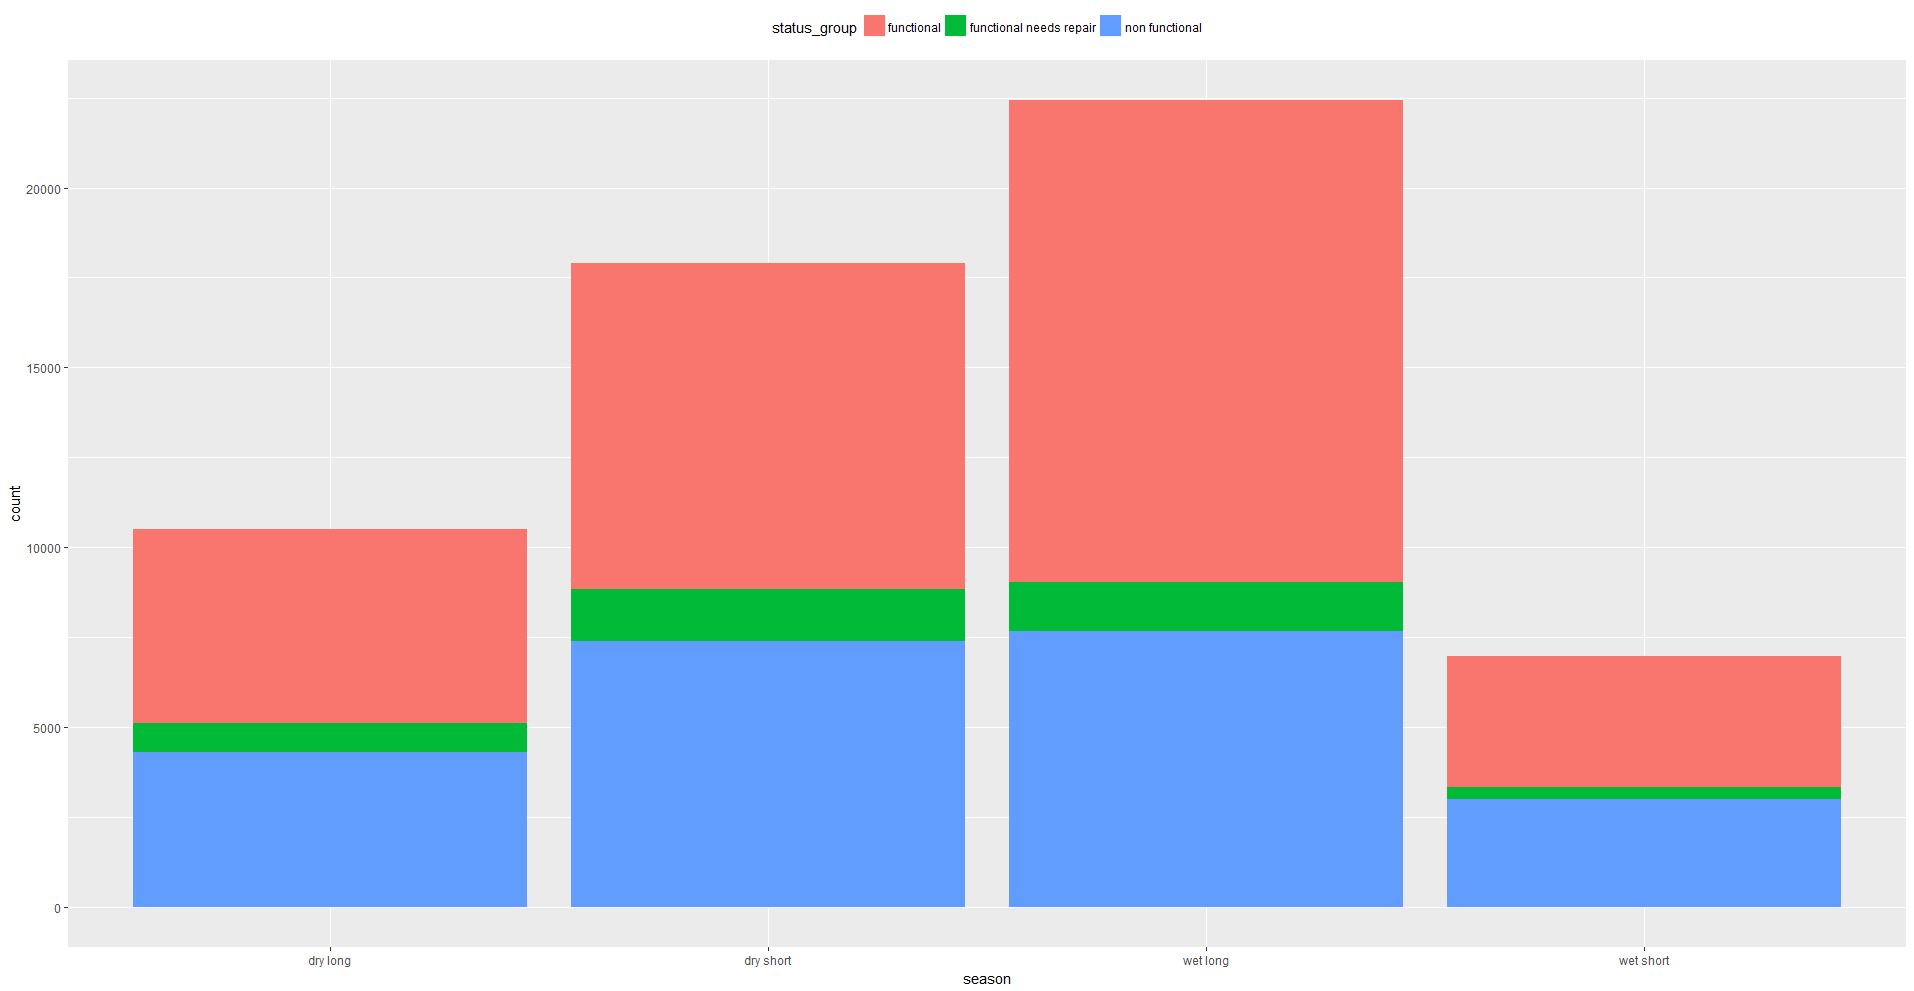 status_group functional functional needs repair non functional
20000
15000
10000
5000
0
count
dry long dry short wet long wet short
season